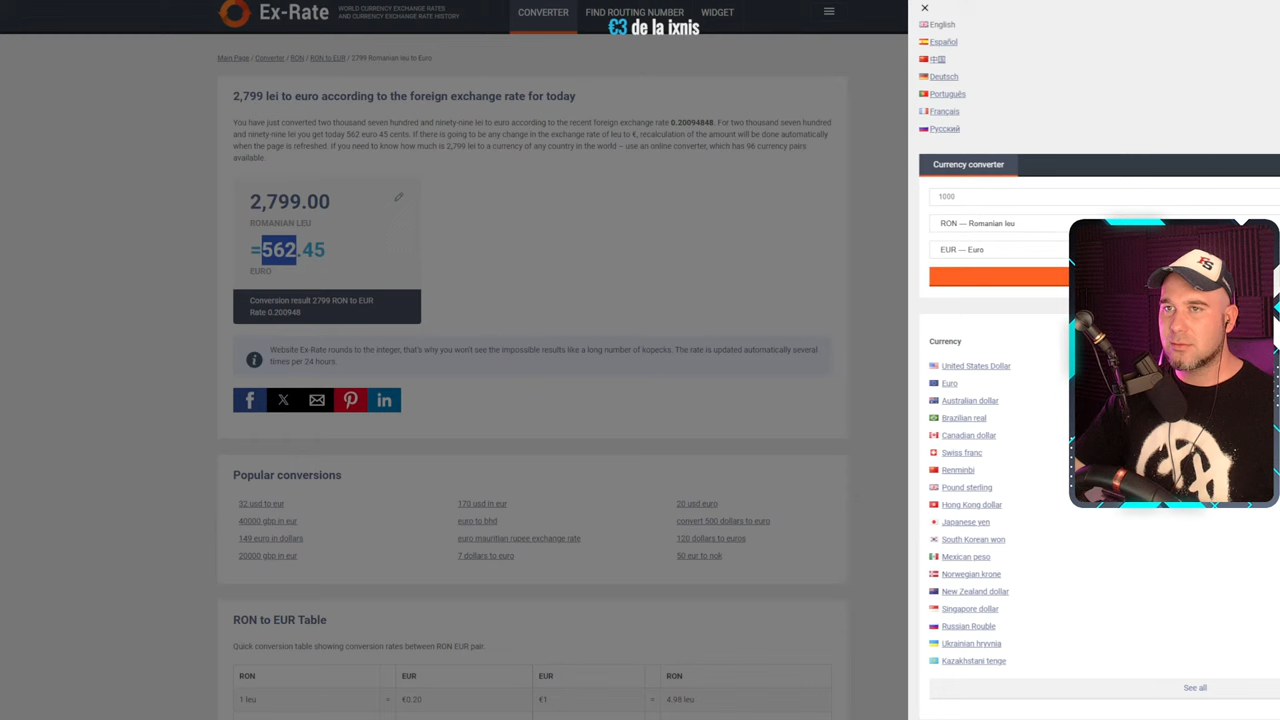 Ex-Rate
WORLD CURRENCY EXCHANGE RATES
AND CURRENCY EXCHANGE RATE HISTORY
CONVERTER
FIND ROUTING NUMBER
WIDGET
€3 de la ixnis
Main Page / Converter / RON / RON to EUR / 2799 Romanian leu to Euro
2,799 lei to euro according to the foreign exchange rate for today
You have just converted two thousand seven hundred and ninety-nine lei to euro according to the recent foreign exchange rate 0.20094848. For two thousand seven hundred
and ninety-nine lei you get today 562 euro 45 cents. If there is going to be any change in the exchange rate of leu to €, recalculation of the amount will be done automatically
when the page is refreshed. If you need to know how much is 2,799 lei to a currency of any country in the world – use an online converter, which has 96 currency pairs
available.
2,799.00
ROMANIAN LEU
=562.45
EURO
Conversion result 2799 RON to EUR
Rate 0.200948
Website Ex-Rate rounds to the integer, that's why you won't see the impossible results like a long number of kopecks. The rate is updated automatically several
times per 24 hours.
Popular conversions
32 usd to eur
170 usd in eur
20 usd euro
40000 gbp in eur
euro to bhd
convert 500 dollars to euro
149 euro in dollars
euro mauritian rupee exchange rate
120 dollars to euros
20000 gbp in eur
7 dollars to euro
50 eur to nok
RON to EUR Table
Quick conversion table showing conversion rates between RON EUR pair.
RON EUR EUR RON
1 leu = €0.20 €1 = 4.98 leu
English
Español
中国
Deutsch
Português
Français
Русский
Currency converter
1000
RON — Romanian leu
EUR — Euro
Currency
United States Dollar
Euro
Australian dollar
Brazilian real
Canadian dollar
Swiss franc
Renminbi
Pound sterling
Hong Kong dollar
Japanese yen
South Korean won
Mexican peso
Norwegian krone
New Zealand dollar
Singapore dollar
Russian Rouble
Ukrainian hryvnia
Kazakhstani tenge
See all